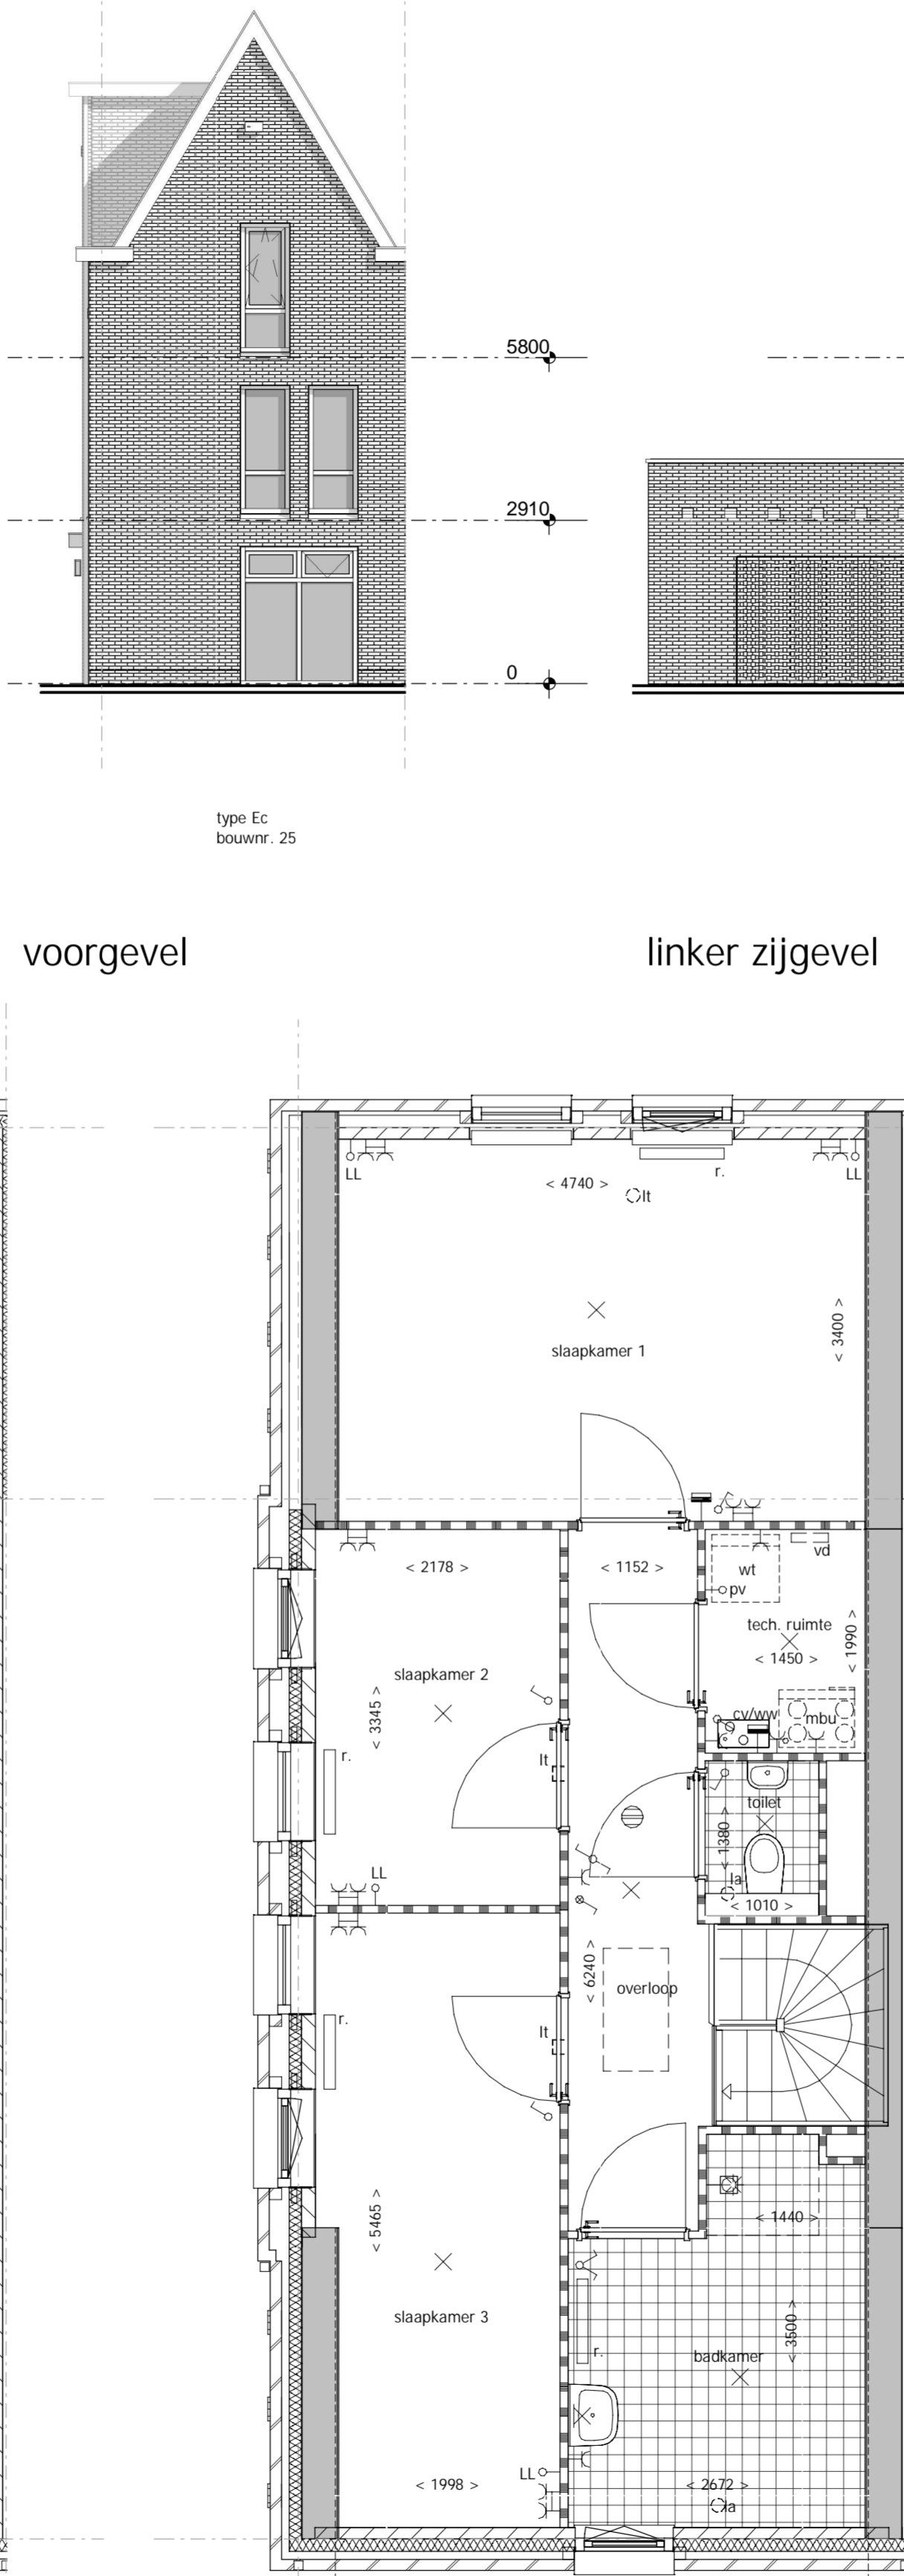 5800
2910
0
type Ec
bouwnr. 25
voorgevel
linker zijgevel
LL
r.
LL
< 4740 >
lt
< 3400 >
slaapkamer 1
< 2178 >
< 1152 >
wt
vd
pv
tech. ruimte
< 1450 >
< 1990 >
slaapkamer 2
< 3345 >
cv/ww
mbu
r.
lt
toilet
< 1380 >
la
LL
< 1010 >
< 6240 >
overloop
r.
lt
< 5465 >
< 1440 >
slaapkamer 3
< 3500 >
r.
badkamer
LL
< 1998 >
< 2672 >
la